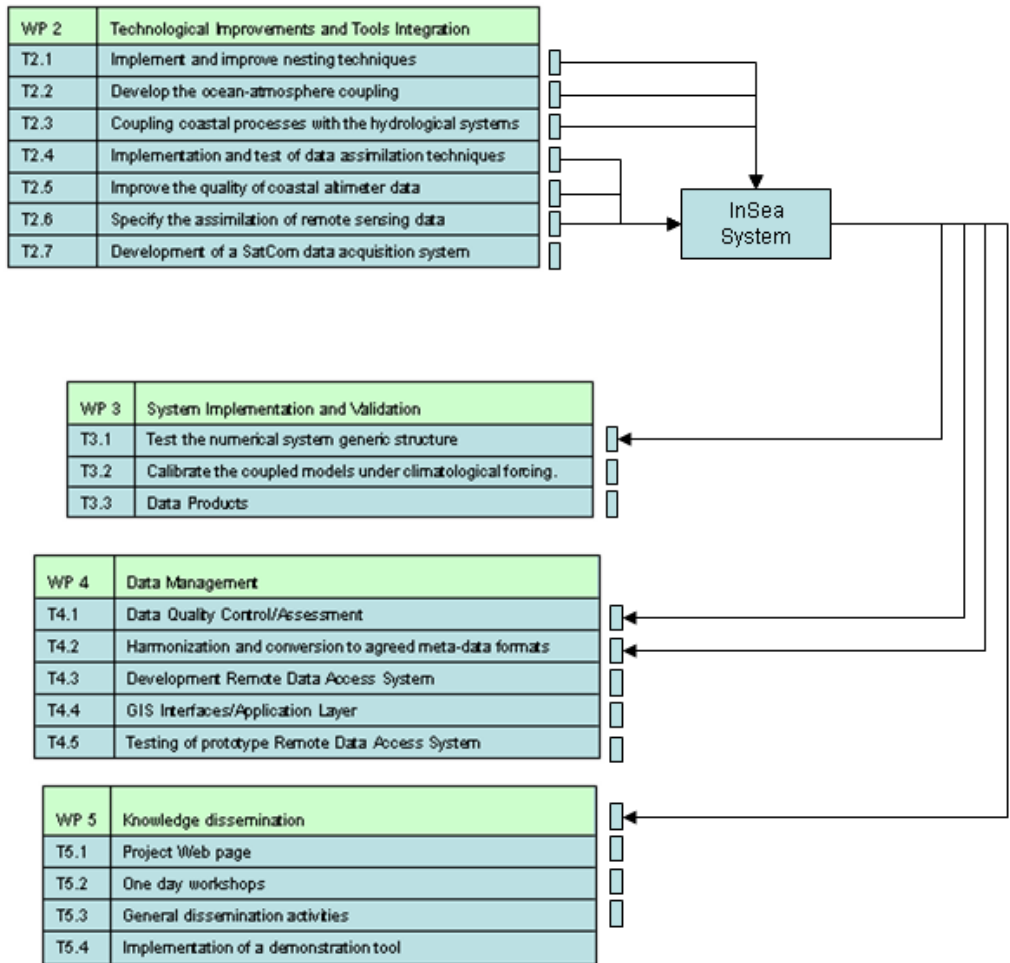 WP 2 Technological Improvements and Tools Integration
T2.1 Implement and improve nesting techniques
T2.2 Develop the ocean-atmosphere coupling
T2.3 Coupling coastal processes with the hydrological systems
T2.4 Implementation and test of data assimilation techniques
T2.5 Improve the quality of coastal altimeter data
T2.6 Specify the assimilation of remote sensing data
T2.7 Development of a SatCom data acquisition system
InSea
System
WP 3 System Implementation and Validation
T3.1 Test the numerical system generic structure
T3.2 Calibrate the coupled models under climatological forcing.
T3.3 Data Products
WP 4 Data Management
T4.1 Data Quality Control/Assessment
T4.2 Harmonization and conversion to agreed meta-data formats
T4.3 Development Remote Data Access System
T4.4 GIS Interfaces/Application Layer
T4.5 Testing of prototype Remote Data Access System
WP 5 Knowledge dissemination
T5.1 Project Web page
T5.2 One day workshops
T5.3 General dissemination activities
T5.4 Implementation of a demonstration tool